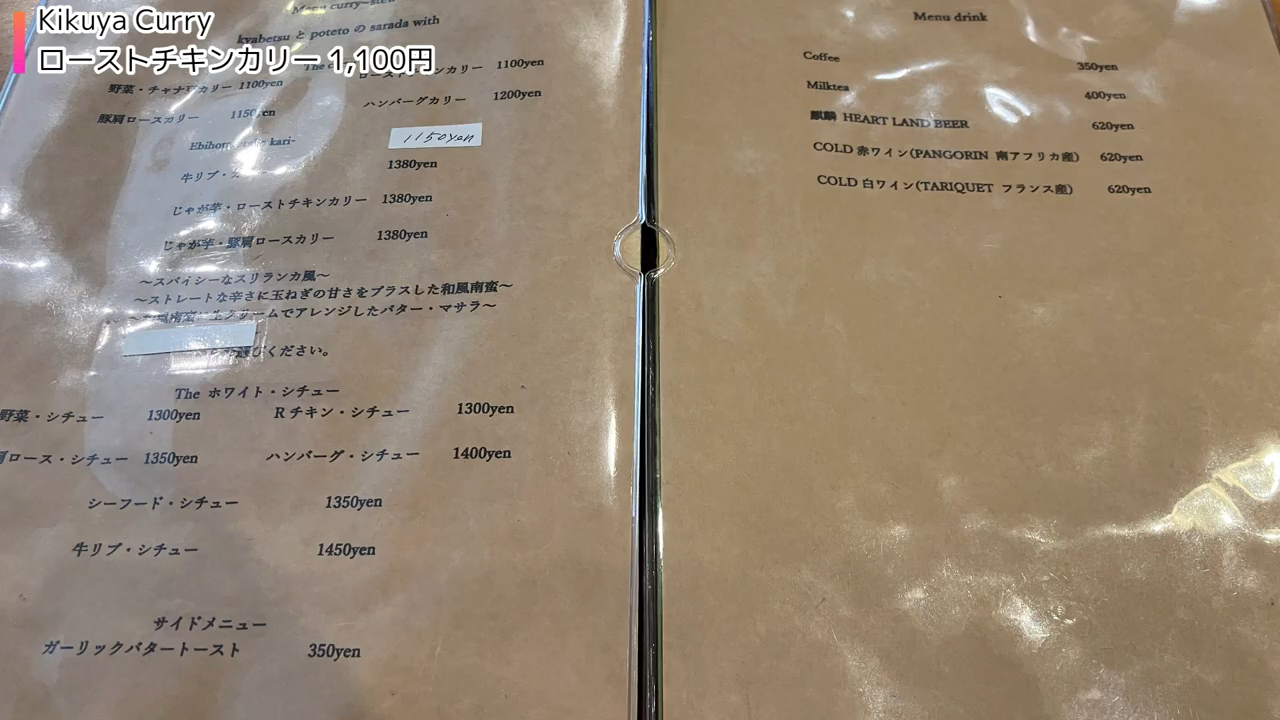 Kikuya Curry
ローストチキンカリー 1,100円
Menu curry-stew
kyabetsu と poteto の sarada with
The
ローストチキンカリー 1100yen
野菜・チャナ カリー 1100yen
ハンバーグカリー 1200yen
豚肩ロースカリー 1150yen
1150yen
kari-
牛リブ・ 1380yen
じゃが芋・ローストチキンカリー 1380yen
じゃが芋・豚肩ロースカリー 1380yen
〜スパイシーなスリランカ風〜
〜ストレートな辛さに玉ねぎの甘さをプラスした和風南蛮〜
クリームでアレンジしたバター・マサラ〜
ください。
The ホワイト・シチュー
野菜・シチュー 1300yen Rチキン・シチュー 1300yen
肩ロース・シチュー 1350yen ハンバーグ・シチュー 1400yen
シーフード・シチュー 1350yen
牛リブ・シチュー 1450yen
サイドメニュー
ガーリックバタートースト 350yen
Menu drink
Coffee 350yen
Milktea 400yen
麒麟 HEART LAND BEER 620yen
COLD 赤ワイン(PANGORIN 南アフリカ産) 620yen
COLD 白ワイン(TARIQUET フランス産) 620yen